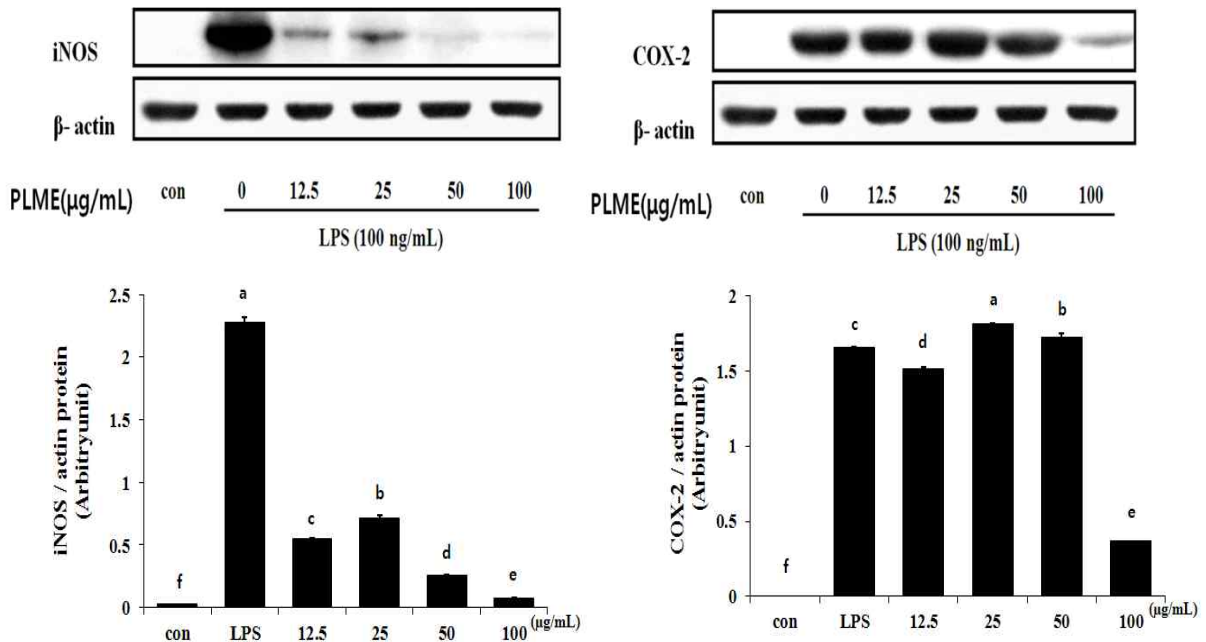 iNOS
β- actin
PLME(μg/mL) con 0 12.5 25 50 100
LPS (100 ng/mL)
COX-2
β- actin
PLME(μg/mL) con 0 12.5 25 50 100
LPS (100 ng/mL)
iNOS / actin protein
(Arbitryunit)
2.5
2
1.5
1
0.5
0
f a c b d e
con LPS 12.5 25 50 100 (μg/mL)
COX-2 / actin protein
(Arbitryunit)
2
1.5
1
0.5
0
f c d a b e
con LPS 12.5 25 50 100 (μg/mL)